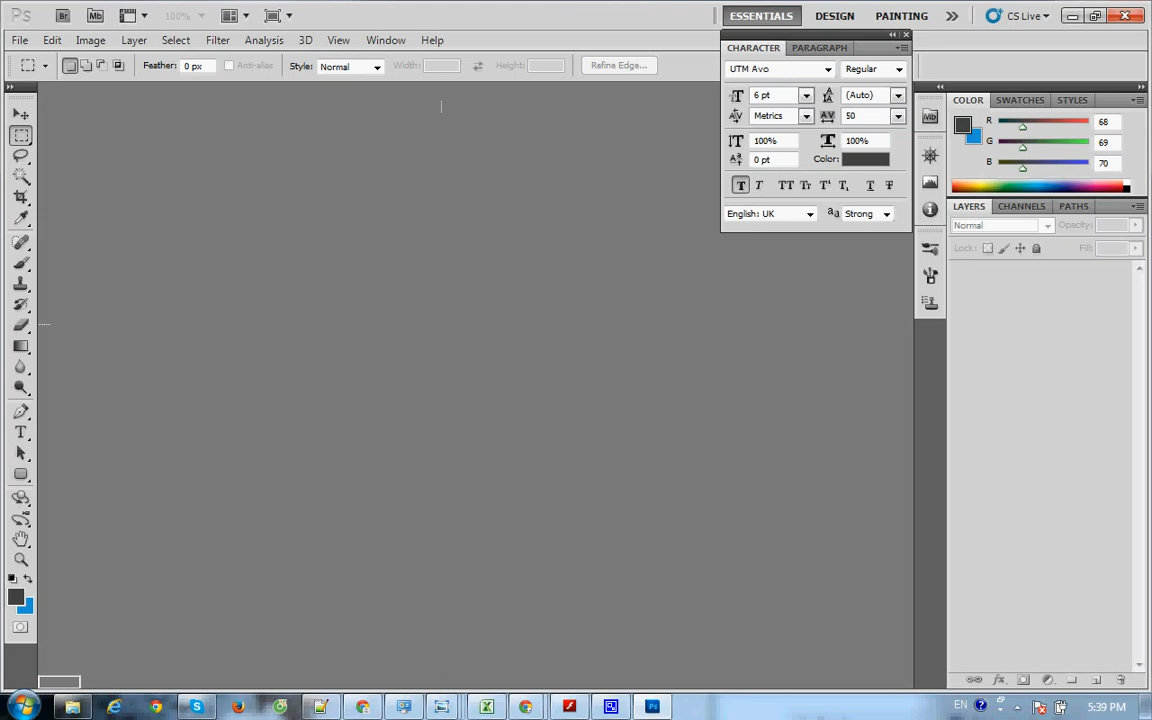 Ps Br Mb 100% ESSENTIALS DESIGN PAINTING CS Live
File Edit Image Layer Select Filter Analysis 3D View Window Help
Feather: 0 px Anti-alias Style: Normal Width: Height: Refine Edge...
CHARACTER PARAGRAPH
UTM Avo Regular
6 pt (Auto)
Metrics 50
100% 100%
0 pt Color:
English: UK Strong
COLOR SWATCHES STYLES
R 68
G 69
B 70
LAYERS CHANNELS PATHS
Normal Opacity:
Lock: Fill:
EN 5:39 PM